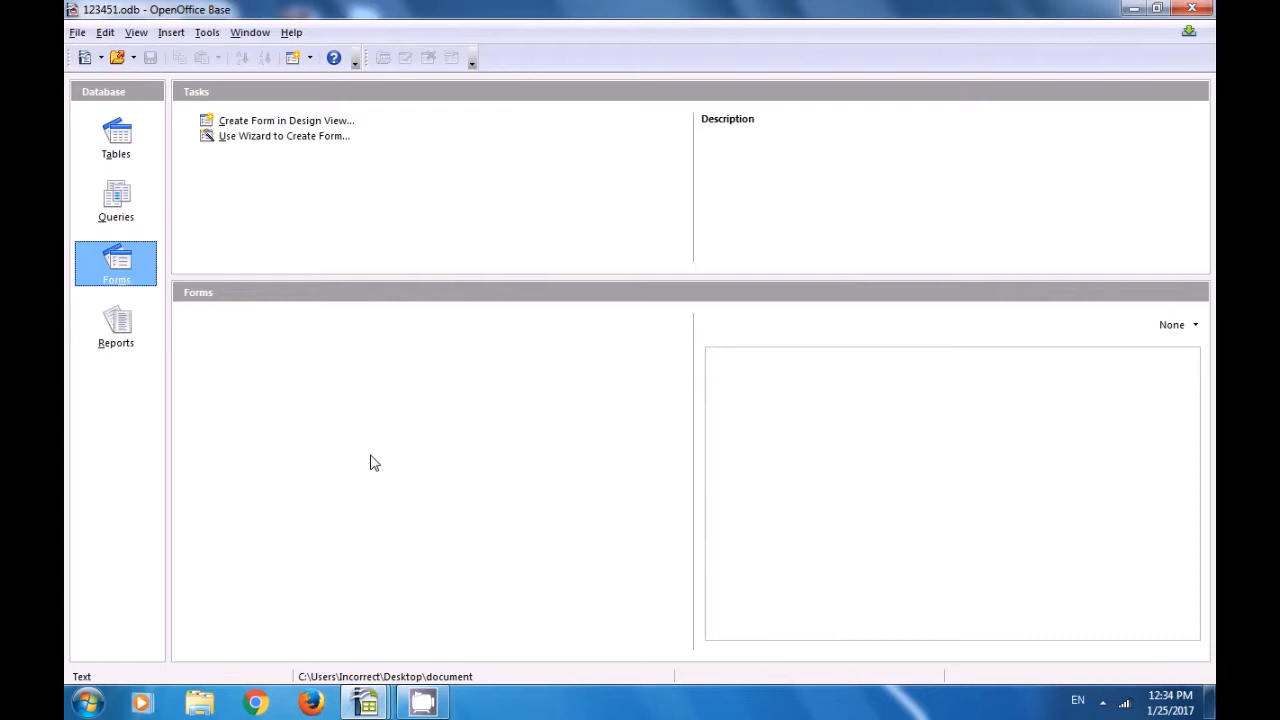 123451.odb - OpenOffice Base
File Edit View Insert Tools Window Help
Database
Tasks
Tables
Queries
Forms
Reports
Create Form in Design View...
Use Wizard to Create Form...
Description
Forms
None
Text
C:\Users\Incorrect\Desktop\document
EN
12:34 PM
1/25/2017